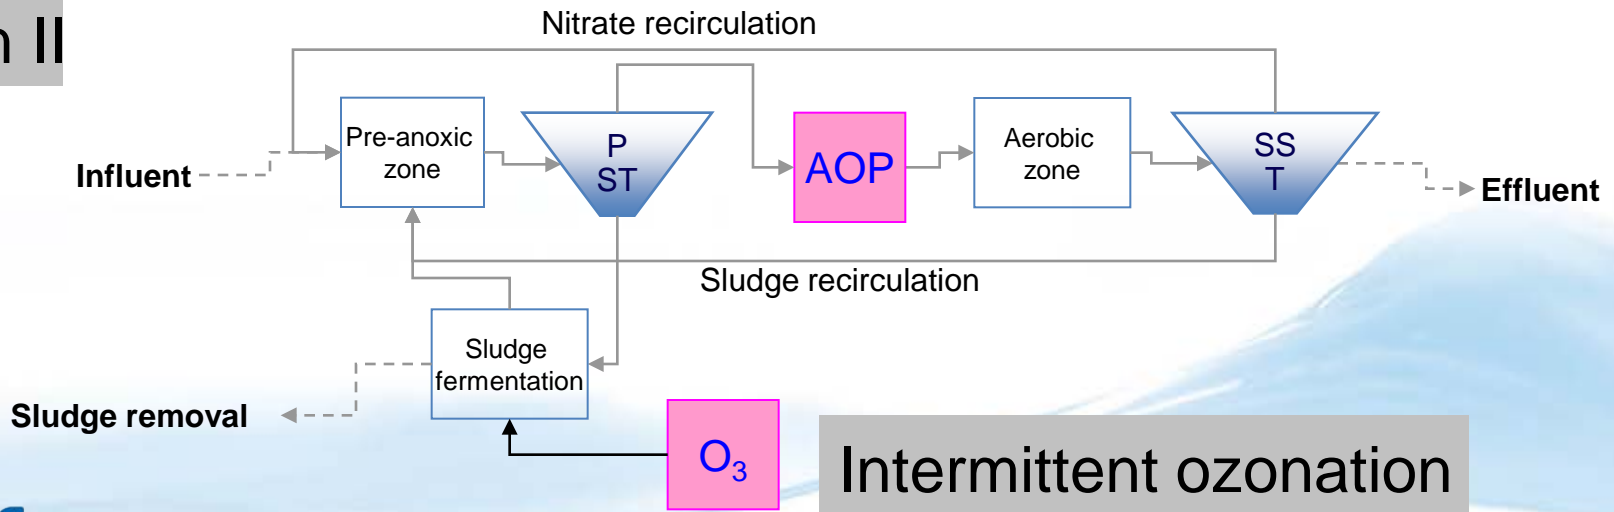 Nitrate recirculation
Pre-anoxic
zone
P
ST
AOP
Aerobic
zone
SS
T
Influent
Effluent
Sludge recirculation
Sludge
fermentation
Sludge removal
O₃
Intermittent ozonation